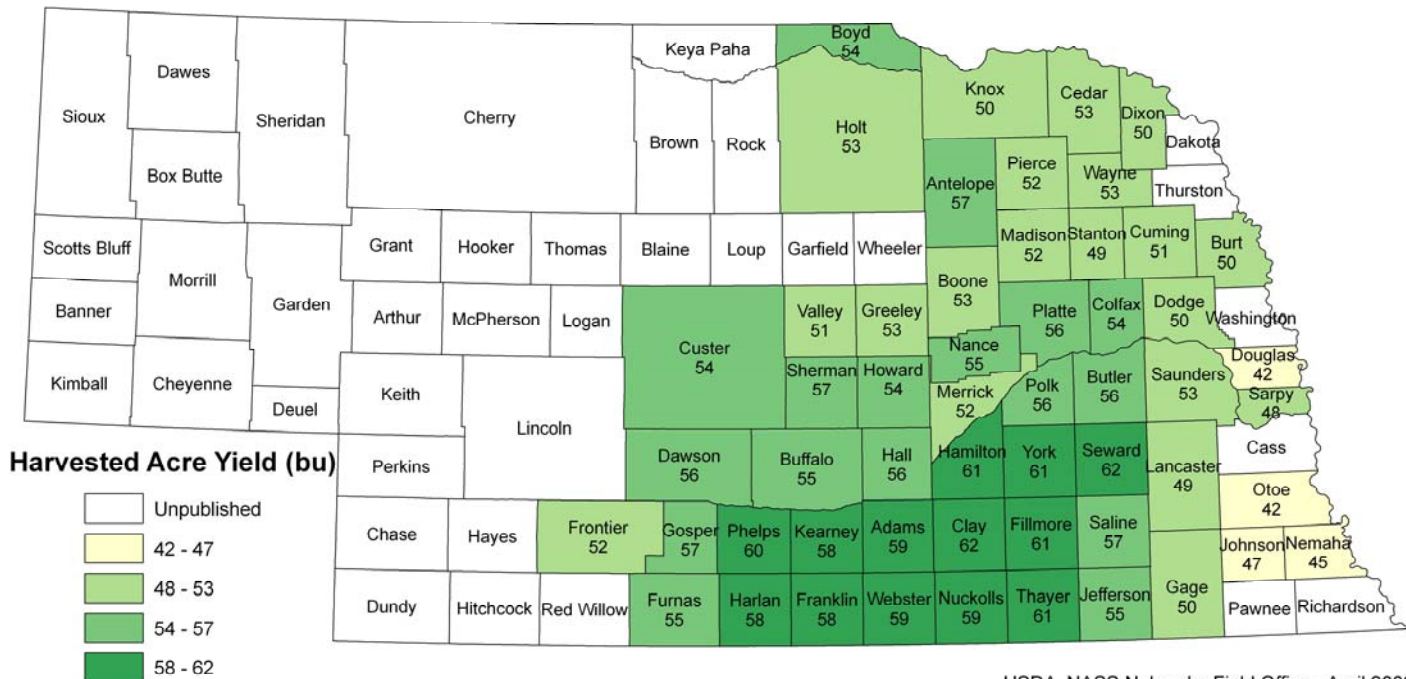 Boyd
54
Keya Paha
Dawes
Sioux
Sheridan
Cherry
Knox
50
Cedar
53
Dixon
50
Holt
53
Brown
Rock
Dakota
Box Butte
Pierce
52
Wayne
53
Antelope
57
Thurston
Scotts Bluff
Grant
Hooker
Thomas
Blaine
Loup
Garfield
Wheeler
Madison
52
Stanton
49
Cuming
51
Burt
50
Morrill
Garden
Boone
53
Banner
Arthur
McPherson
Logan
Valley
51
Greeley
53
Platte
56
Colfax
54
Dodge
50
Washington
Custer
54
Nance
55
Douglas
42
Kimball
Cheyenne
Deuel
Keith
Sherman
57
Howard
54
Merrick
52
Polk
56
Butler
56
Saunders
53
Sarpy
48
Lincoln
Perkins
Dawson
56
Buffalo
55
Hall
56
Hamilton
61
York
61
Seward
62
Lancaster
49
Cass
Otoe
42
Chase
Hayes
Frontier
52
Gosper
57
Phelps
60
Kearney
58
Adams
59
Clay
62
Fillmore
61
Saline
57
Johnson
47
Nemaha
45
Dundy
Hitchcock
Red Willow
Furnas
55
Harlan
58
Franklin
58
Webster
59
Nuckolls
59
Thayer
61
Jefferson
55
Gage
50
Pawnee
Richardson
Harvested Acre Yield (bu)
Unpublished
42 - 47
48 - 53
54 - 57
58 - 62